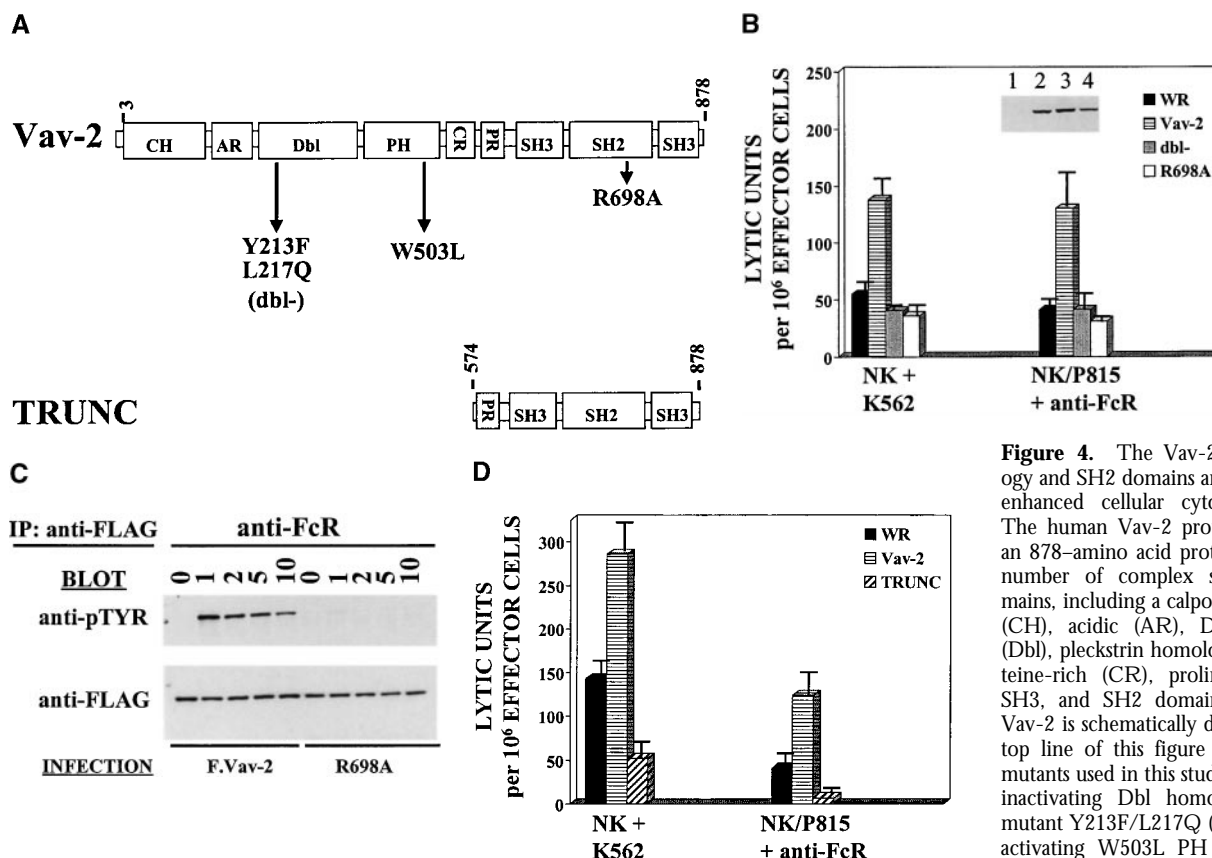 A
3
878
Vav-2
CH AR Dbl PH CR PR SH3 SH2 SH3
Y213F
L217Q
(dbl-)
W503L
R698A
574
878
TRUNC
PR SH3 SH2 SH3
B
LYTIC UNITS
per 10⁶ EFFECTOR CELLS
250
200
150
100
50
0
1 2 3 4
WR
Vav-2
dbl-
R698A
NK +
K562
NK/P815
+ anti-FcR
C
IP: anti-FLAG
anti-FcR
BLOT
0 1 2 5 10 0 1 2 5 10
anti-pTYR
anti-FLAG
INFECTION
F.Vav-2
R698A
D
LYTIC UNITS
per 10⁶ EFFECTOR CELLS
300
250
200
150
100
50
0
WR
Vav-2
TRUNC
NK +
K562
NK/P815
+ anti-FcR
Figure 4. The Vav-2
ogy and SH2 domains ar
enhanced cellular cyto
The human Vav-2 pro
an 878–amino acid prot
number of complex s
mains, including a calpo
(CH), acidic (AR), D
(Dbl), pleckstrin homolo
teine-rich (CR), prolin
SH3, and SH2 domain
Vav-2 is schematically d
top line of this figure
mutants used in this stud
inactivating Dbl homo
mutant Y213F/L217Q (
activating W503L PH